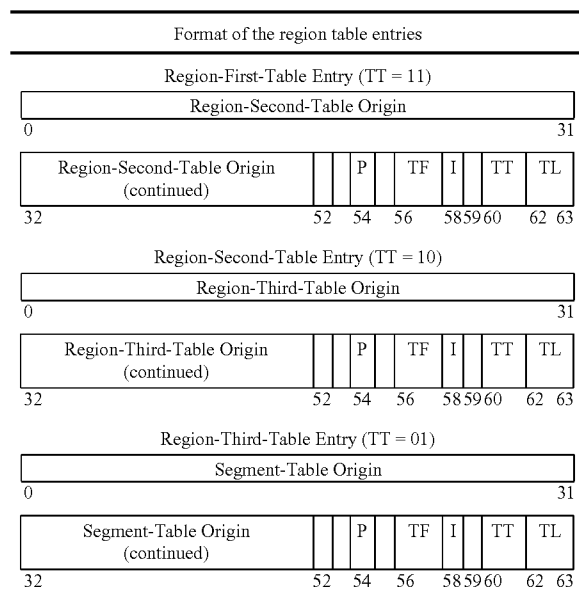 Format of the region table entries
Region-First-Table Entry (TT = 11)
Region-Second-Table Origin
0 31
Region-Second-Table Origin P TF I TT TL
(continued)
32 52 54 56 58 59 60 62 63
Region-Second-Table Entry (TT = 10)
Region-Third-Table Origin
0 31
Region-Third-Table Origin P TF I TT TL
(continued)
32 52 54 56 58 59 60 62 63
Region-Third-Table Entry (TT = 01)
Segment-Table Origin
0 31
Segment-Table Origin P TF I TT TL
(continued)
32 52 54 56 58 59 60 62 63